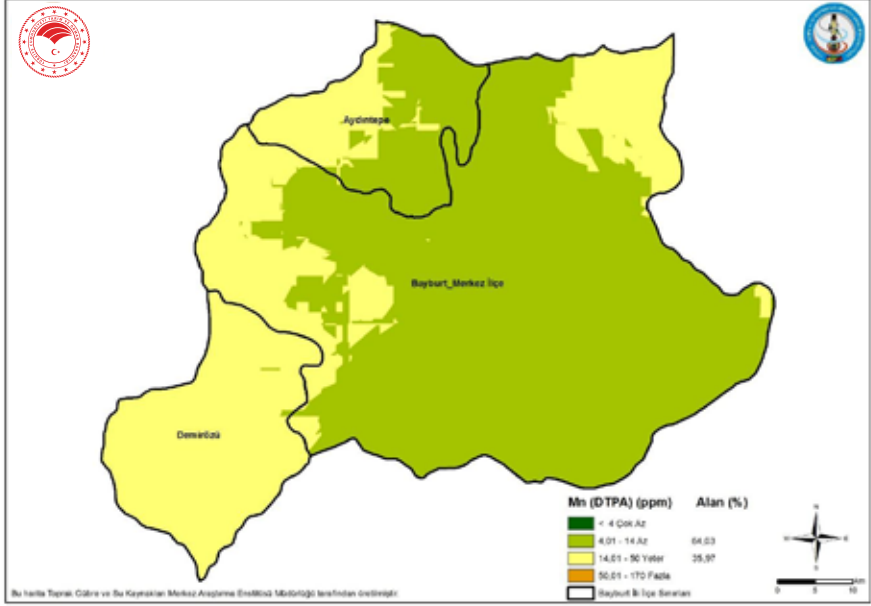 Aydıntepe
Bayburt_Merkez İlçe
Demirözü
Mn (DTPA) (ppm) Alan (%)
< 4 Çok Az
4,01 - 14 Az 64,03
14,01 - 50 Yeter 35,97
50,01 - 170 Fazla
Bayburt İli İlçe Sınırları
N
W E
S
Km
0 5 10
Bu harita Toprak Gübre ve Su Kaynakları Merkez Araştırma Enstitüsü Müdürlüğü tarafından üretilmiştir.